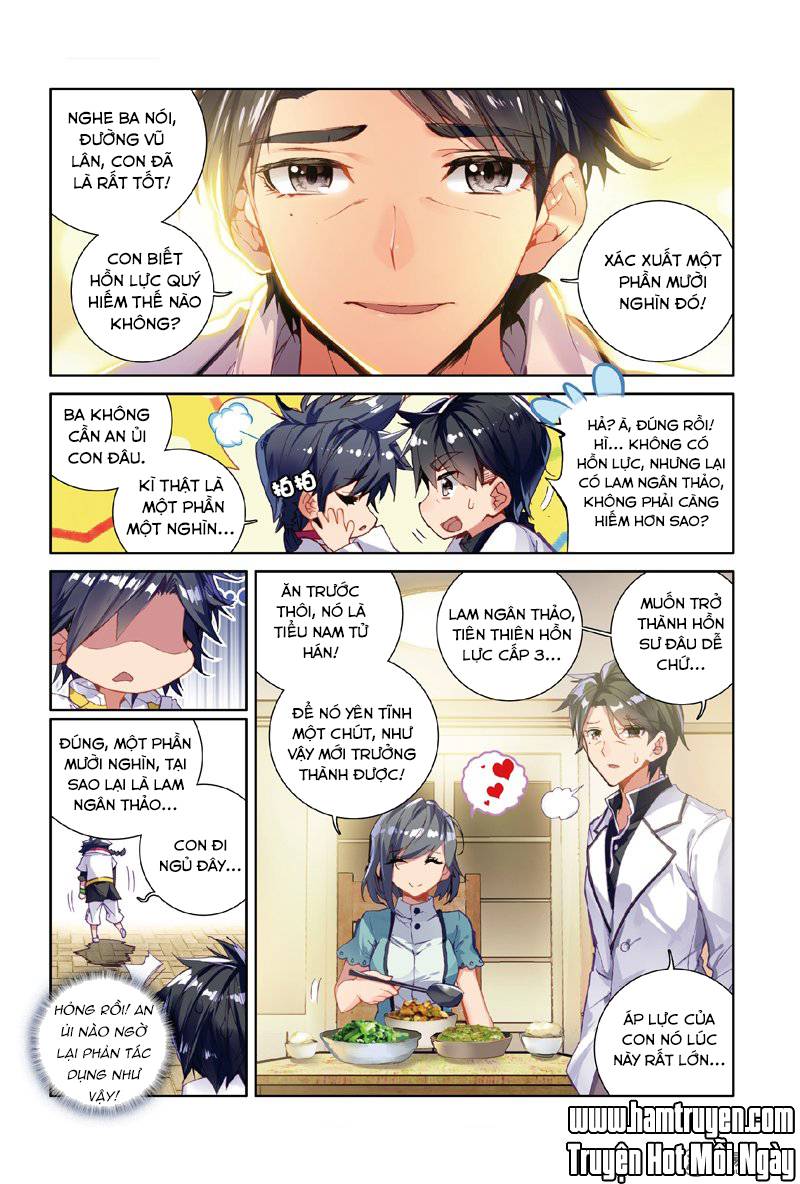 NGHE BA NÓI,
ĐƯỜNG VŨ
LÂN, CON ĐÃ
LÀ RẤT TỐT!
CON BIẾT
HỒN LỰC QUÝ
HIẾM THẾ NÀO
KHÔNG?
XÁC XUẤT MỘT
PHẦN MƯỜI
NGHÌN ĐÓ!
BA KHÔNG
CẦN AN ỦI
CON ĐÂU.
KÌ THẬT LÀ
MỘT PHẦN
MỘT NGHÌN...
拍拍
HẢ? À, ĐÚNG RỒI!
HÌ... KHÔNG CÓ
HỒN LỰC, NHƯNG LẠI
CÓ LAM NGÂN THẢO,
KHÔNG PHẢI CÀNG
HIẾM HƠN SAO?
ĐÚNG, MỘT PHẦN
MƯỜI NGHÌN, TẠI
SAO LẠI LÀ LAM
NGÂN THẢO...
CON ĐI
NGỦ ĐÂY...
HỎNG RỒI! AN
ỦI NÀO NGỜ
LẠI PHẢN TÁC
DỤNG NHƯ
VẬY!
ĂN TRƯỚC
THÔI, NÓ LÀ
TIỂU NAM TỬ
HÁN!
ĐỂ NÓ YÊN TĨNH
MỘT CHÚT, NHƯ
VẬY MỚI TRƯỞNG
THÀNH ĐƯỢC!
LAM NGÂN THẢO,
TIÊN THIÊN HỒN
LỰC CẤP 3...
MUỐN TRỞ
THÀNH HỒN
SƯ ĐÂU DỄ
CHỨ...
ÁP LỰC CỦA
CON NÓ LÚC
NÀY RẤT LỚN...
www.hamtruyen.com
Truyện Hot Mỗi Ngày